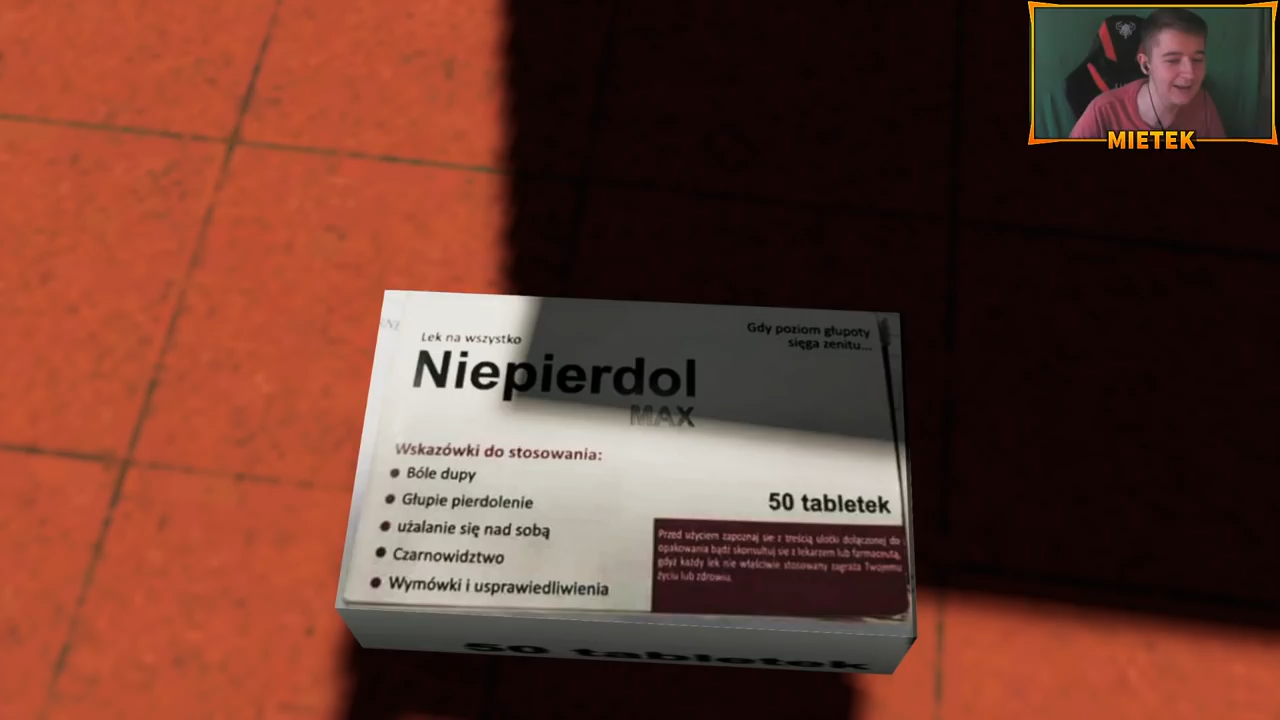 MIETEK
Lek na wszystko
Gdy poziom głupoty
sięga zenitu...
Niepierdol
MAX
Wskazówki do stosowania:
Bóle dupy
Głupie pierdolenie
użalanie się nad sobą
Czarnowidztwo
Wymówki i usprawiedliwienia
50 tabletek
Przed użyciem zapoznaj się z treścią ulotki dołączonej do
opakowania bądź skonsultuj się z lekarzem lub farmaceutą,
gdyż każdy lek nie właściwie stosowany zagraża Twojemu
życiu lub zdrowiu.
50 tabletek